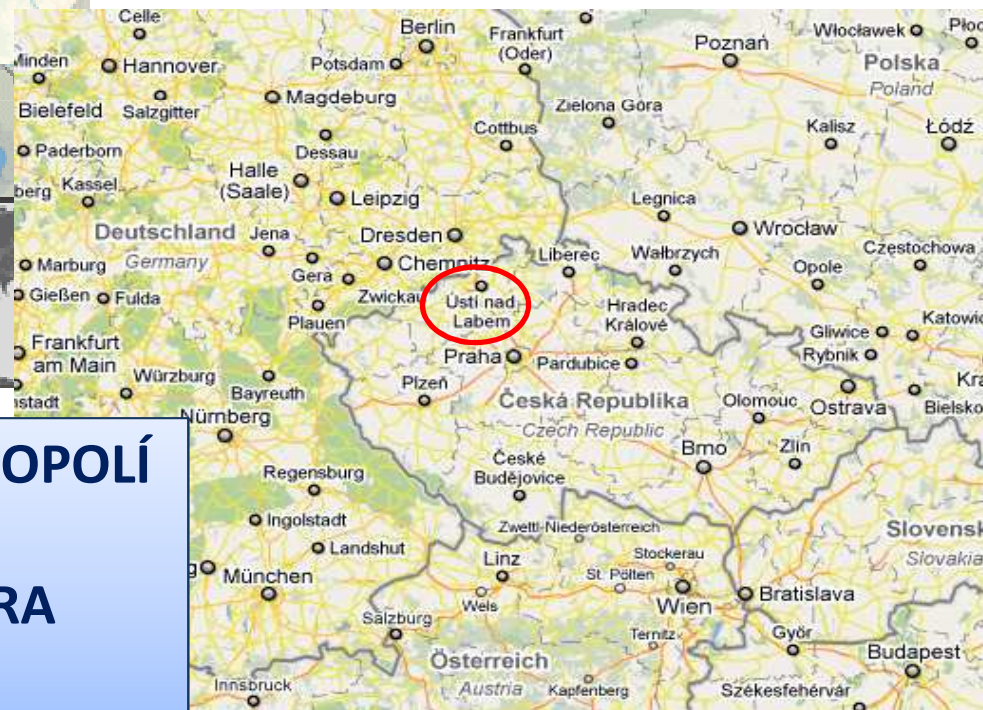 Celle
Berlin
Frankfurt
(Oder)
Poznań
Włocławek
Hannover
Potsdam
Polska
Poland
Magdeburg
Bielefeld
Salzgitter
Zielona Góra
Cottbus
Kalisz
Łódź
Paderborn
Dessau
Halle
(Saale)
Kassel
Leipzig
Legnica
Wrocław
Deutschland
Germany
Jena
Dresden
Liberec
Wałbrzych
Częstochowa
Marburg
Chemnitz
Opole
Gera
Gießen
Fulda
Zwickau
Ústí nad
Labem
Hradec
Králové
Plauen
Gliwice
Frankfurt
am Main
Praha
Pardubice
Rybnik
Würzburg
Bayreuth
Plzeň
Česká Republika
Czech Republic
Olomouc
Ostrava
Nürnberg
Brno
Zlín
OPOLÍ
České
Budějovice
Regensburg
Ingolstadt
Zwettl-Niederösterreich
Slovensk
Slovakia
Landshut
Linz
Stockerau
St. Pölten
München
RA
Wels
Wien
Bratislava
Salzburg
Ternitz
Győr
Budapest
Österreich
Austria
Innsbruck
Kapfenberg
Székesfehérvár